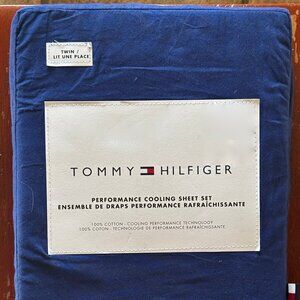 TWIN /
LIT UNE PLACE
TOMMY HILFIGER
PERFORMANCE COOLING SHEET SET
ENSEMBLE DE DRAPS PERFORMANCE RAFRAÎCHISSANTE
100% COTTON - COOLING PERFORMANCE TECHNOLOGY
100% COTON - TECHNOLOGIE DE PERFORMANCE RAFRAÎCHISSANTE